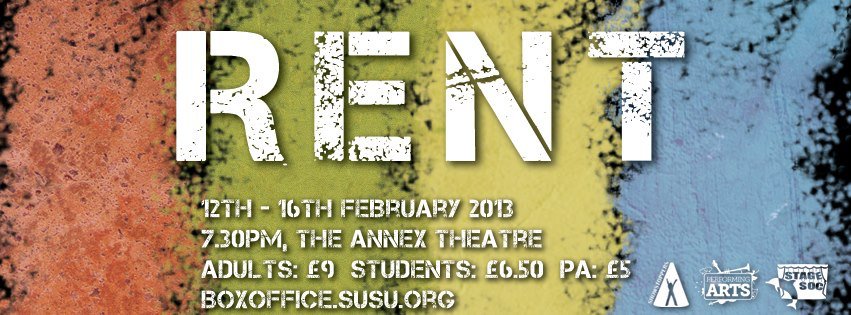 RENT
12TH - 16TH FEBRUARY 2013
7.30PM, THE ANNEX THEATRE
ADULTS: £9 STUDENTS: £6.50 PA: £5
BOXOFFICE.SUSU.ORG
SHOWSTOPPERS
PERFORMING
ARTS
STAGE
SOC